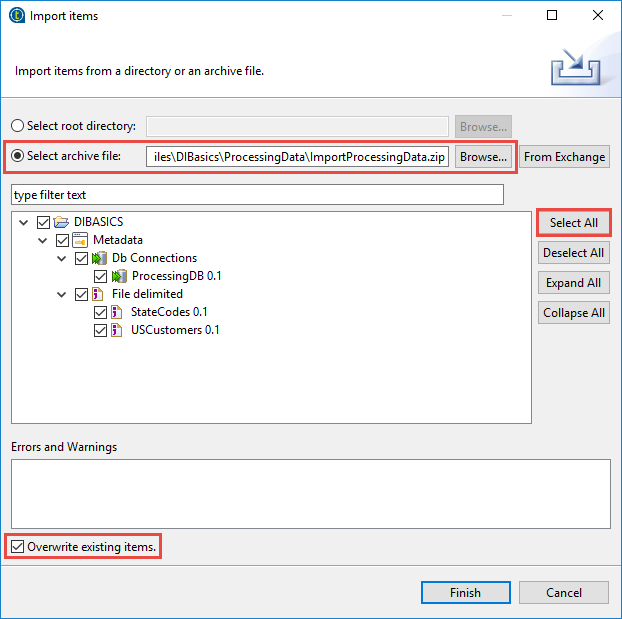 Import items
Import items from a directory or an archive file.
Select root directory:
Browse...
Select archive file:
iles\DIBasics\ProcessingData\ImportProcessingData.zip
Browse...
From Exchange
type filter text
DIBASICS
Metadata
Db Connections
ProcessingDB 0.1
File delimited
StateCodes 0.1
USCustomers 0.1
Select All
Deselect All
Expand All
Collapse All
Errors and Warnings
Overwrite existing items.
Finish
Cancel